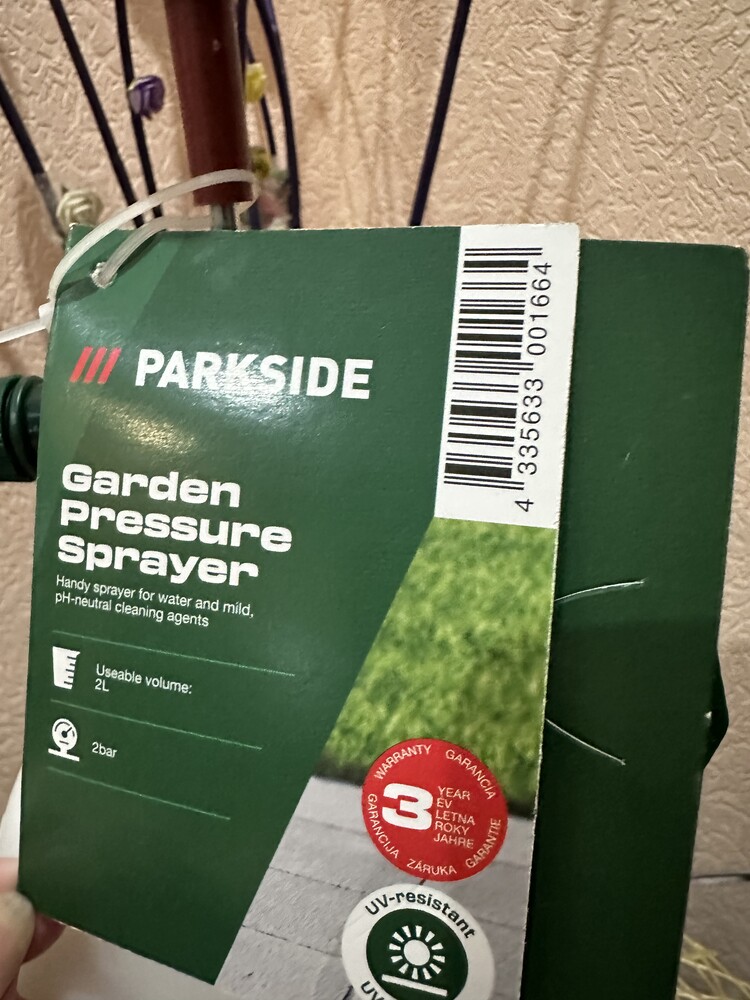 PARKSIDE
4 335633 001664
Garden
Pressure
Sprayer
Handy sprayer for water and mild,
pH-neutral cleaning agents
Useable volume:
2L
2bar
WARRANTY GARANCIA
3
YEAR
ÉV
LETNA
ROKY
JAHRE
GARANCIJA ZÁRUKA GARANTIE
UV-resistant